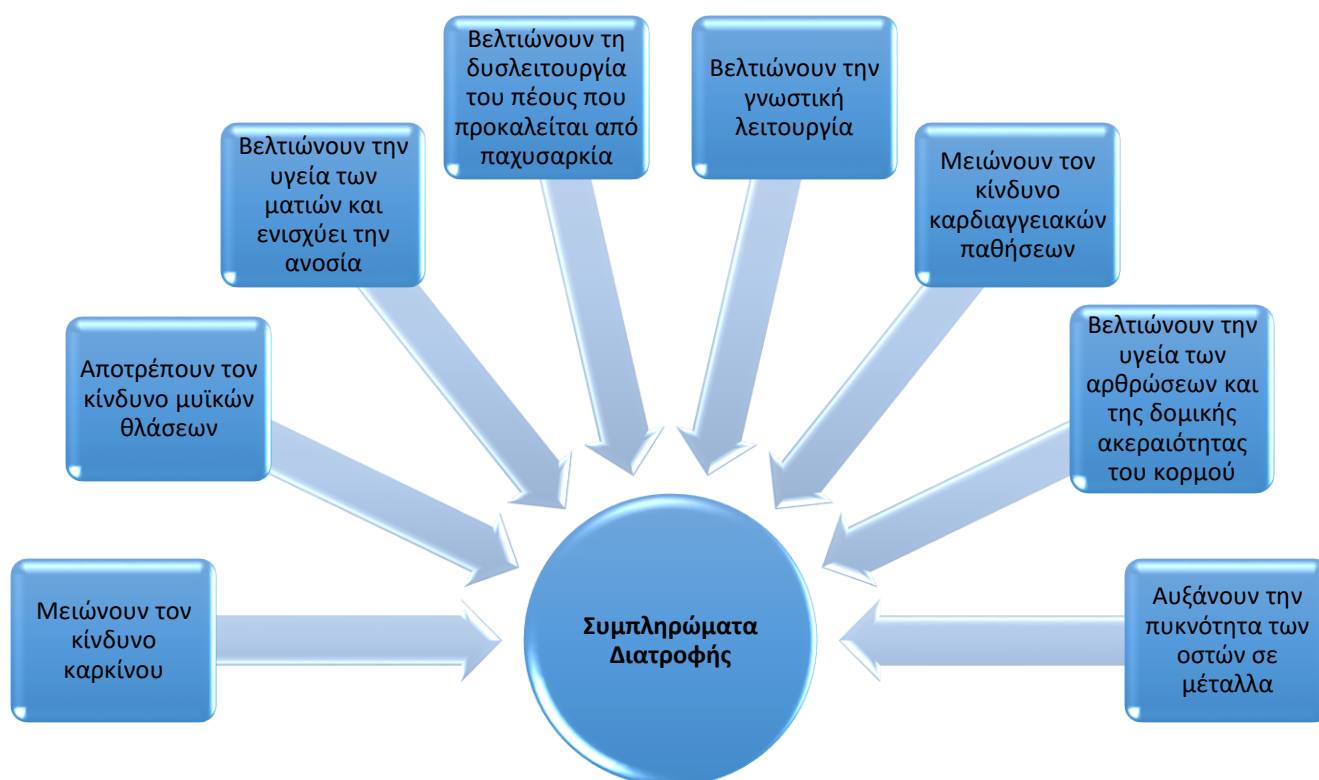 Μειώνουν τον
κίνδυνο
καρκίνου
Αποτρέπουν τον
κίνδυνο μυϊκών
θλάσεων
Βελτιώνουν την
υγεία των
ματιών και
ενισχύει την
ανοσία
Βελτιώνουν τη
δυσλειτουργία
του πέους που
προκαλείται από
παχυσαρκία
Βελτιώνουν την
γνωστική
λειτουργία
Μειώνουν τον
κίνδυνο
καρδιαγγειακών
παθήσεων
Βελτιώνουν την
υγεία των
αρθρώσεων και
της δομικής
ακεραιότητας
του κορμού
Αυξάνουν την
πυκνότητα των
οστών σε
μέταλλα
Συμπληρώματα
Διατροφής